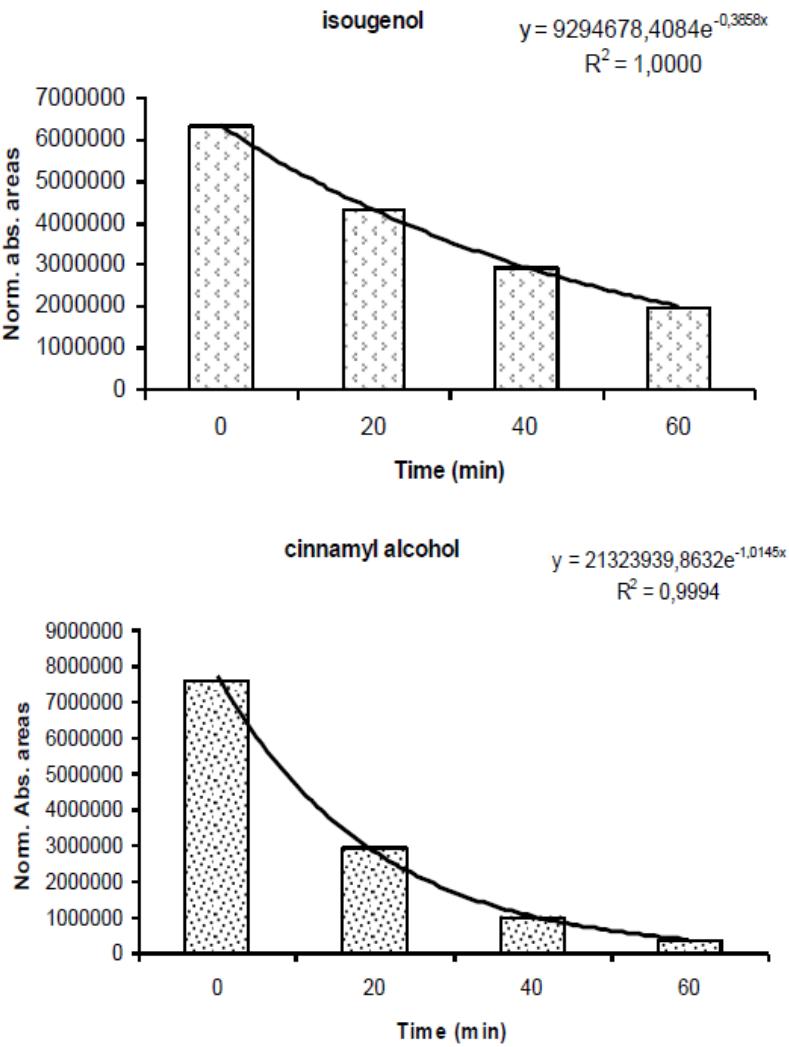 isougenol
y = 9294678,4084e^-0,3858x
R² = 1,0000
Norm. abs. areas
7000000
6000000
5000000
4000000
3000000
2000000
1000000
0
0 20 40 60
Time (min)
cinnamyl alcohol
y = 21323939,8632e^-1,0145x
R² = 0,9994
Norm. Abs. areas
9000000
8000000
7000000
6000000
5000000
4000000
3000000
2000000
1000000
0
0 20 40 60
Time (min)